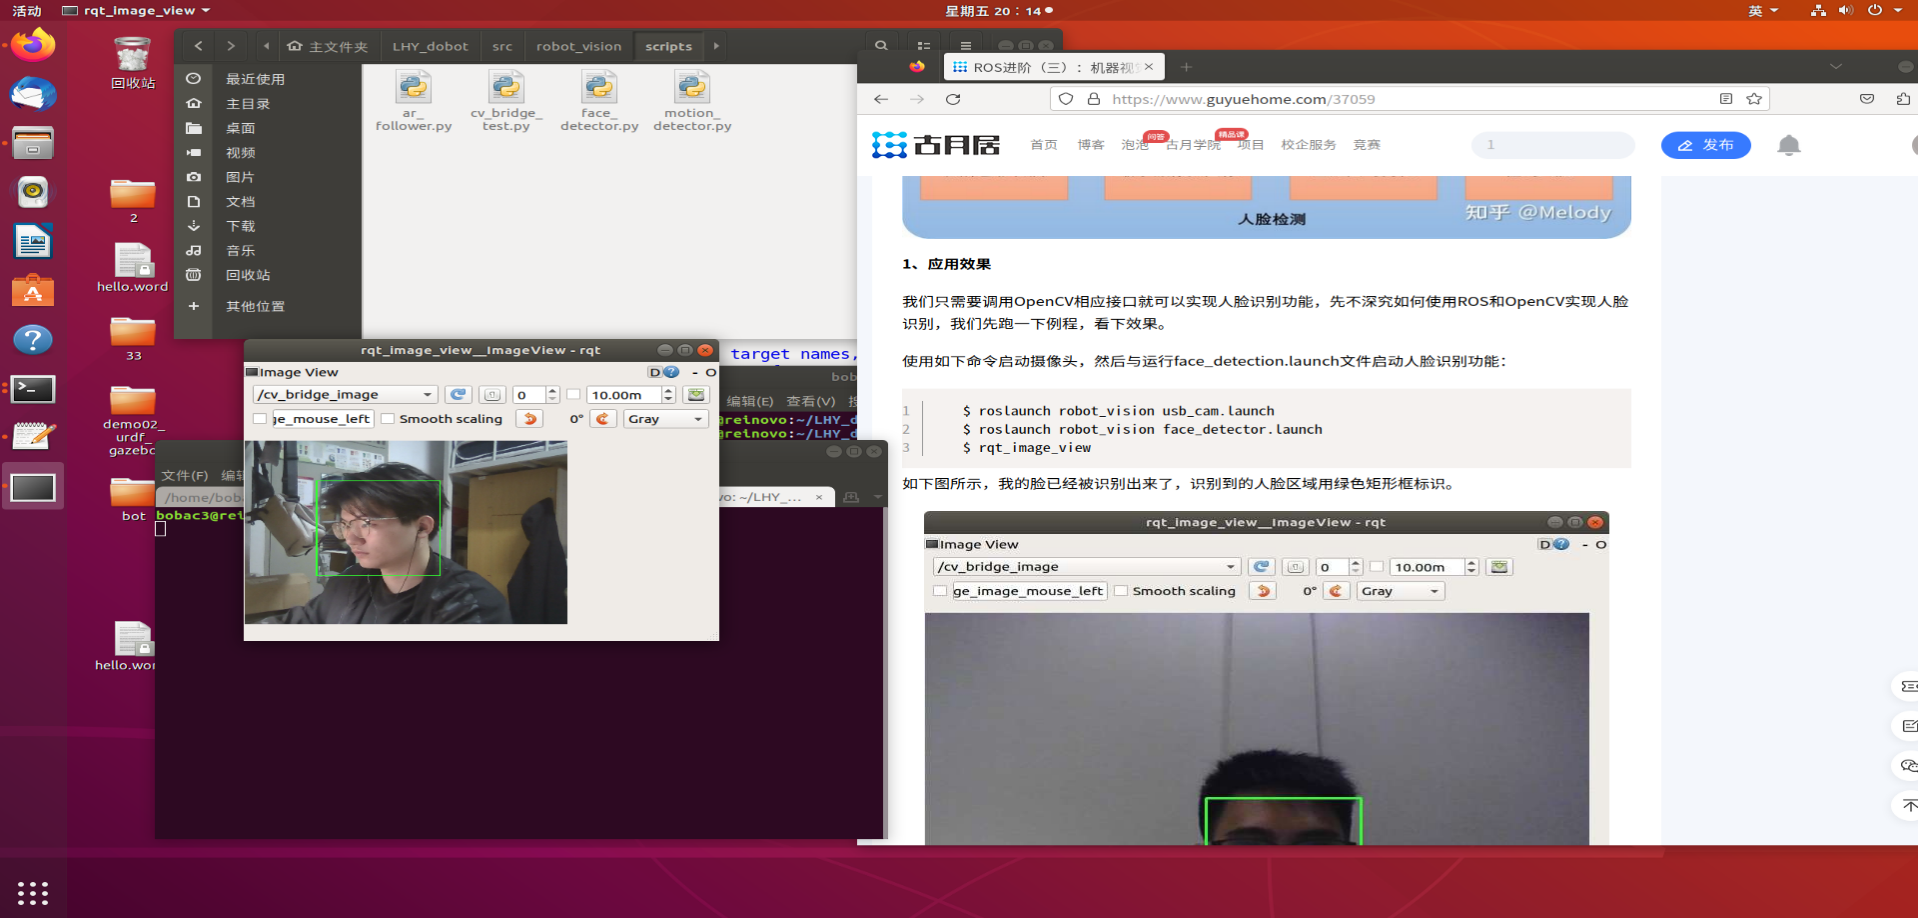 活动
rqt_image_view
星期五 20：14
英
回收站
2
hello.word
33
demo02_
urdf_
gazebo
bot
主文件夹
LHY_dobot
src
robot_vision
scripts
最近使用
主目录
桌面
视频
图片
文档
下载
音乐
回收站
其他位置
ar_
follower.py
cv_bridge_
test.py
face_
detector.py
motion_
detector.py
target names,
编辑(E) 查看(V)
@reinovo:~/LHY_d
@reinovo:~/LHY_d
文件(F) 编辑
/home/bob
vo: ~/LHY_...
bobac3@rei
rqt_image_view__ImageView - rqt
Image View
D
- O
/cv_bridge_image
0
10.00m
ge_mouse_left
Smooth scaling
0°
Gray
ROS进阶（三）：机器视
https://www.guyuehome.com/37059
古月居
首页
博客
泡泡
问答
古月学院
精品课
项目
校企服务
竞赛
1
发布
人脸检测
知乎 @Melody
1、应用效果
我们只需要调用OpenCV相应接口就可以实现人脸识别功能，先不深究如何使用ROS和OpenCV实现人脸
识别，我们先跑一下例程，看下效果。
使用如下命令启动摄像头，然后与运行face_detection.launch文件启动人脸识别功能：
1 $ roslaunch robot_vision usb_cam.launch
2 $ roslaunch robot_vision face_detector.launch
3 $ rqt_image_view
如下图所示，我的脸已经被识别出来了，识别到的人脸区域用绿色矩形框标识。
rqt_image_view__ImageView - rqt
Image View
D
- O
/cv_bridge_image
0
10.00m
ge_image_mouse_left
Smooth scaling
0°
Gray